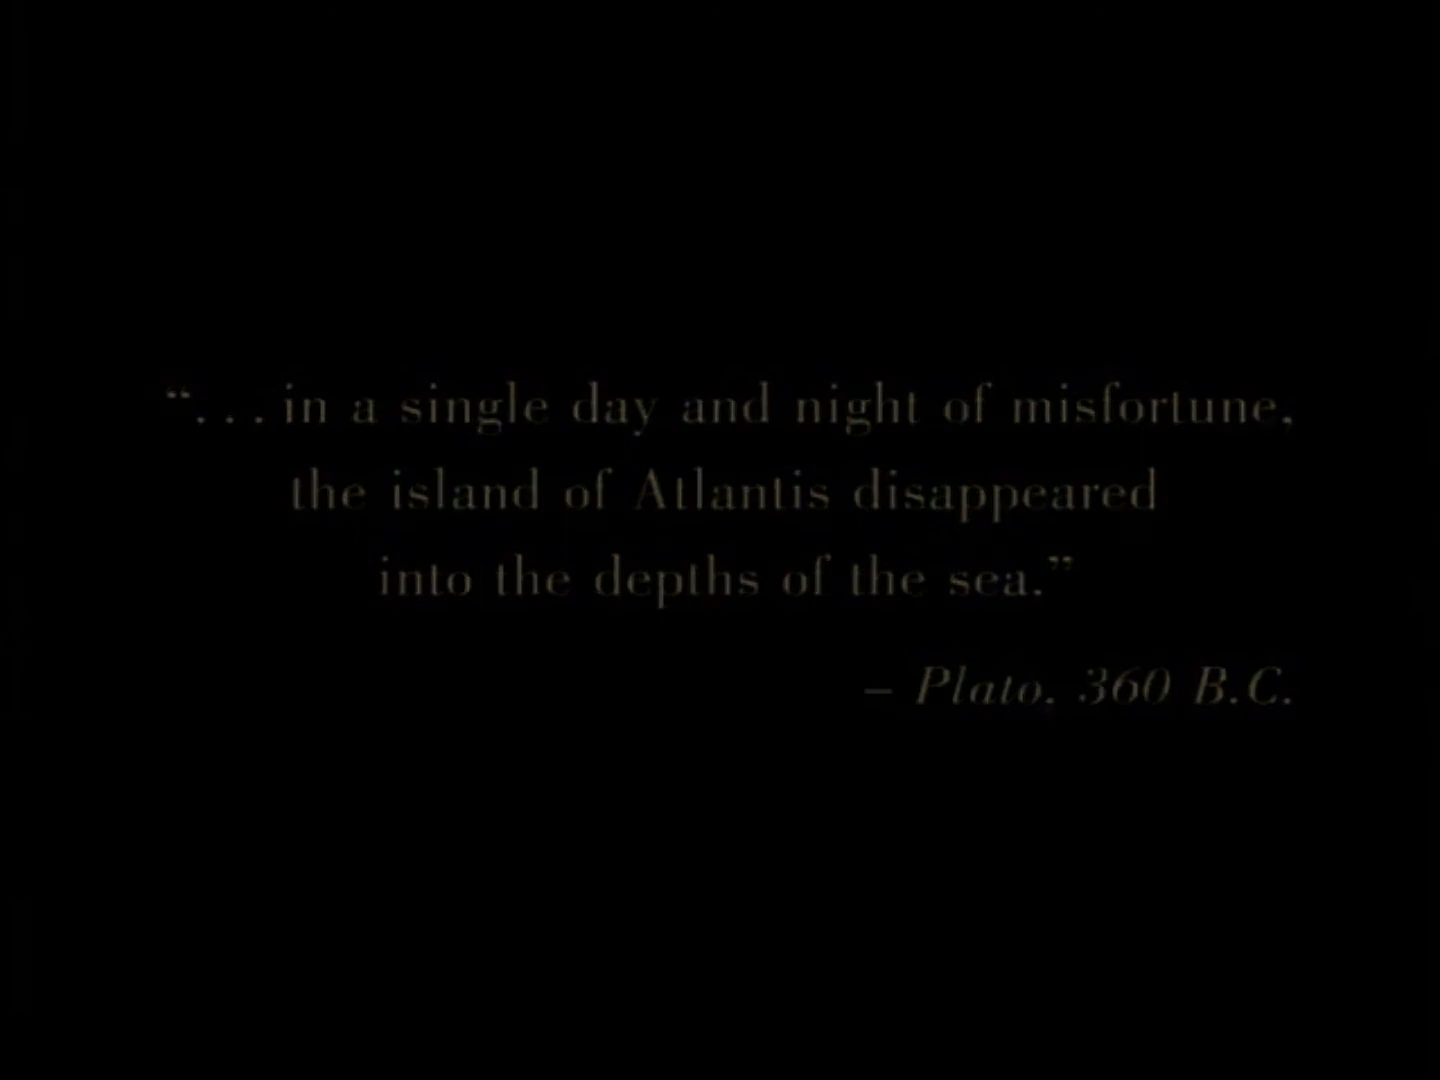 “. . . in a single day and night of misfortune,
the island of Atlantis disappeared
into the depths of the sea.”
– Plato, 360 B.C.